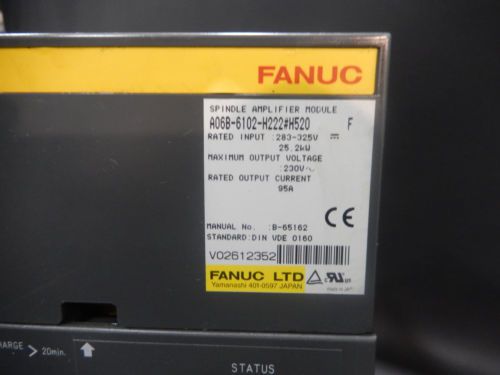 FANUC
SPINDLE AMPLIFIER MODULE
A06B-6102-H222#H520 F
RATED INPUT :283-325V
25.2kW
MAXIMUM OUTPUT VOLTAGE
:230V~
RATED OUTPUT CURRENT
95A
MANUAL No. :B-65162
STANDARD:DIN VDE 0160
CE
V02612352
FANUC LTD
Yamanashi 401-0597 JAPAN
HARGE > 20min.
STATUS